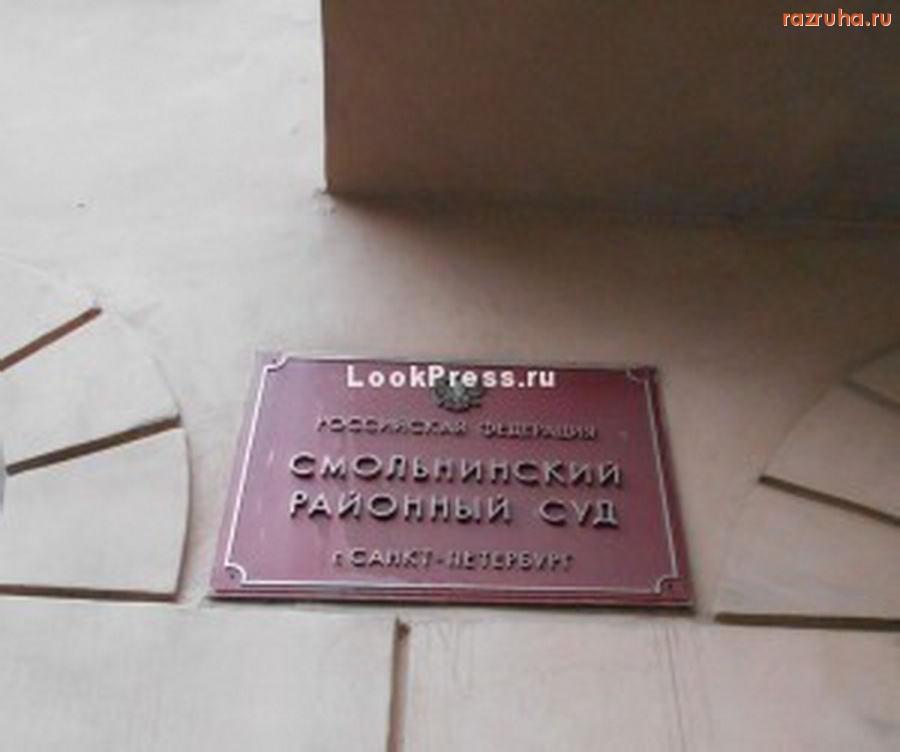 razruha.ru
LookPress.ru
РОССИЙСКАЯ ФЕДЕРАЦИЯ
СМОЛЬНИНСКИЙ
РАЙОННЫЙ СУД
г. САНКТ-ПЕТЕРБУРГ